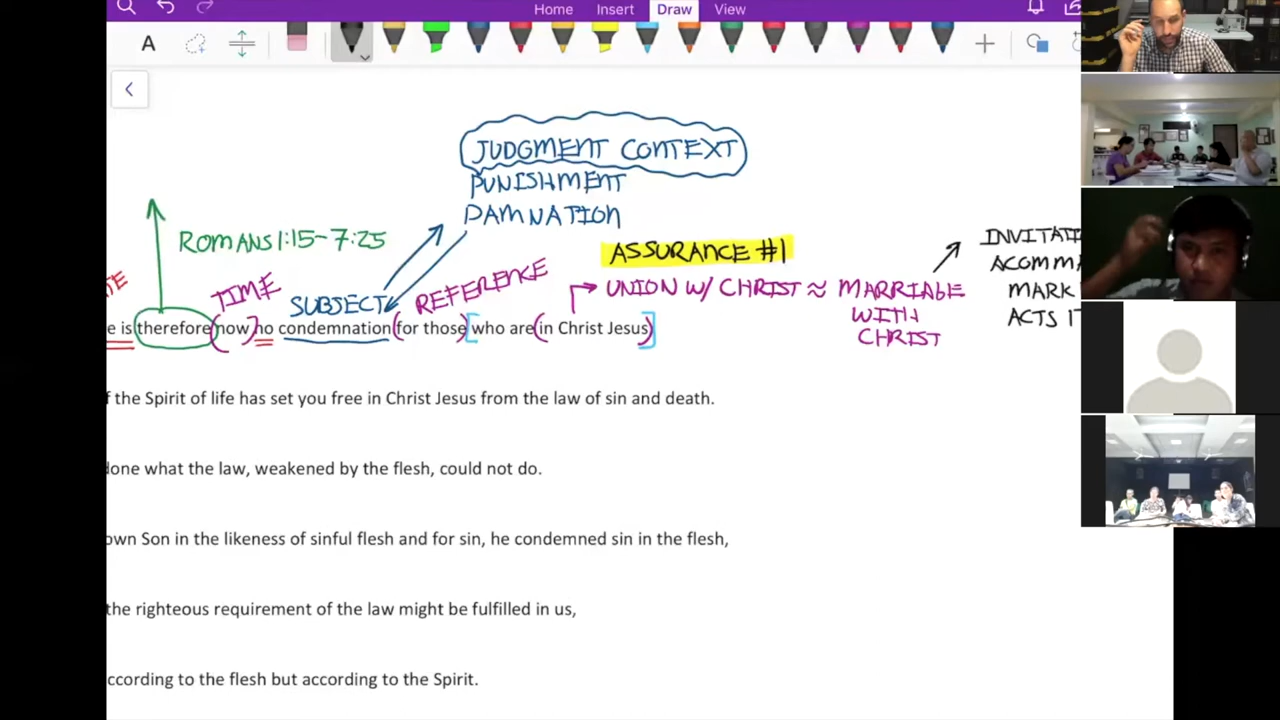 Home Insert Draw View
A
JUDGMENT CONTEXT
PUNISHMENT
DAMNATION
ROMANS 1:15-7:25
ASSURANCE #1
TIME
SUBJECT
REFERENCE
UNION W/ CHRIST ≈ MARRIAGE
WITH
CHRIST
MARK
e is therefore (now) no condemnation (for those) [who are (in Christ Jesus)]
f the Spirit of life has set you free in Christ Jesus from the law of sin and death.
done what the law, weakened by the flesh, could not do.
own Son in the likeness of sinful flesh and for sin, he condemned sin in the flesh,
the righteous requirement of the law might be fulfilled in us,
ccording to the flesh but according to the Spirit.